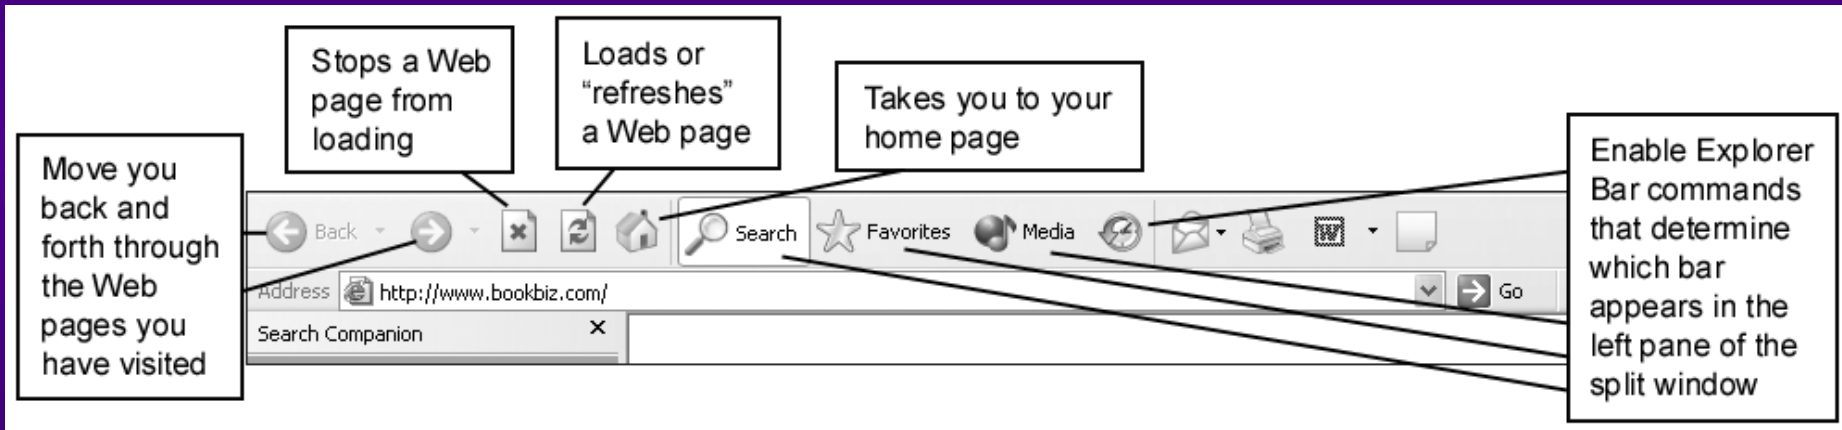 Stops a Web
page from
loading
Loads or
“refreshes”
a Web page
Takes you to your
home page
Enable Explorer
Bar commands
that determine
which bar
appears in the
left pane of the
split window
Move you
back and
forth through
the Web
pages you
have visited
Back
Search
Favorites
Media
W
Address http://www.bookbiz.com/
Go
Search Companion